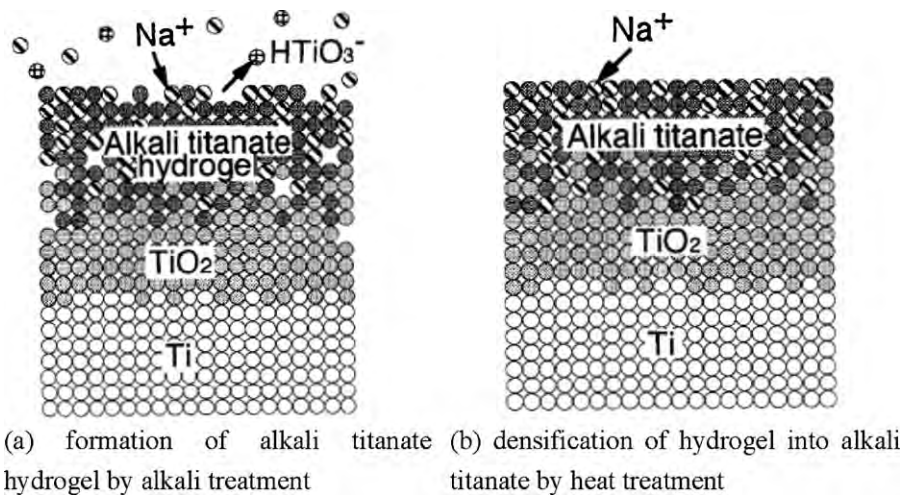 Na⁺
HTiO₃⁻
Alkali titanate
hydrogel
TiO₂
Ti
(a) formation of alkali titanate
hydrogel by alkali treatment
Na⁺
Alkali titanate
TiO₂
Ti
(b) densification of hydrogel into alkali
titanate by heat treatment